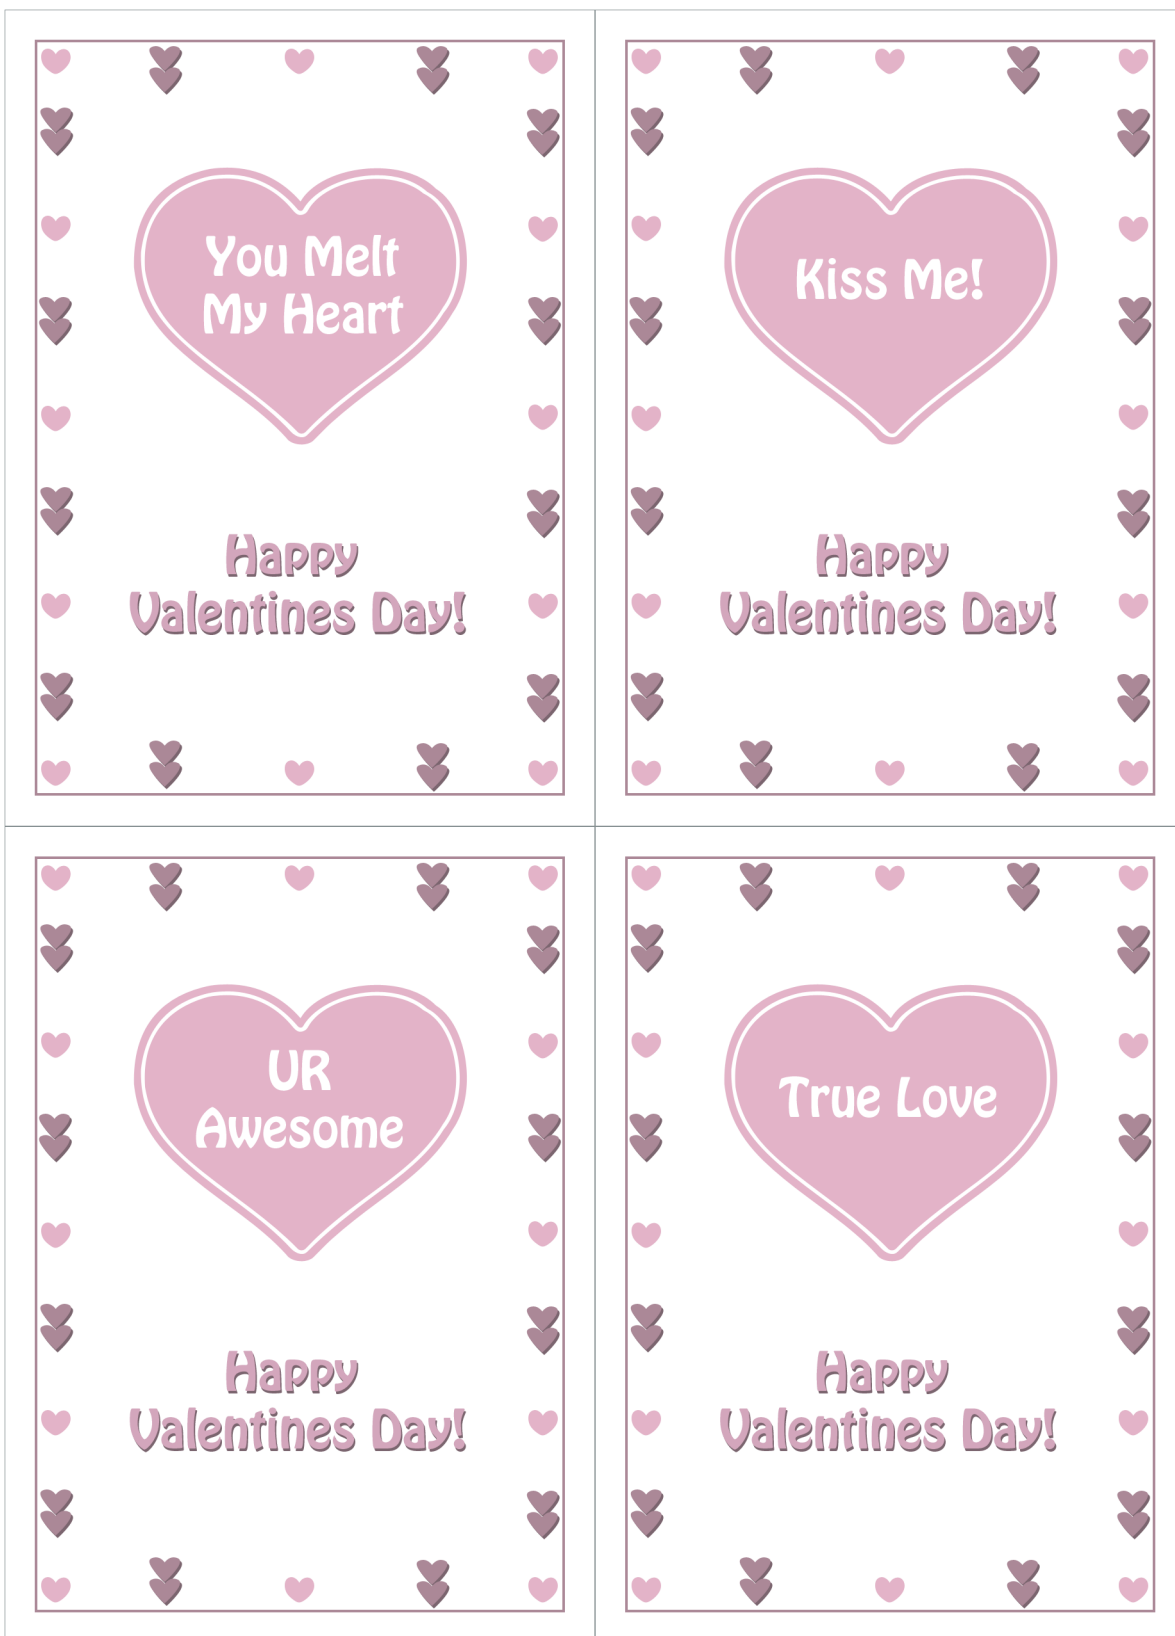 You Melt
My Heart
Happy
Valentines Day!
Kiss Me!
Happy
Valentines Day!
UR
Awesome
Happy
Valentines Day!
True Love
Happy
Valentines Day!